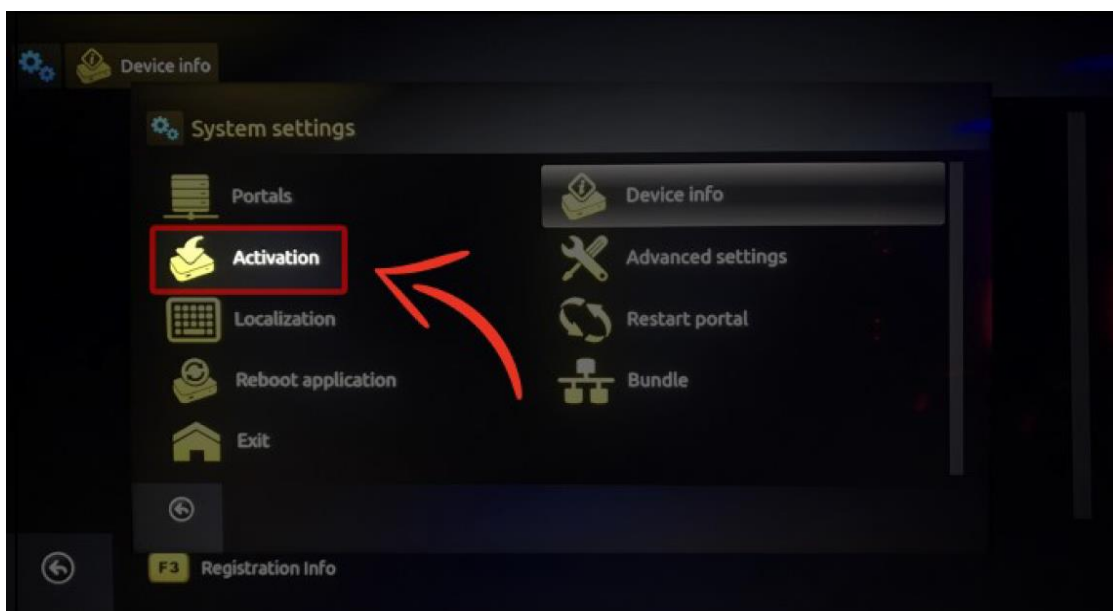 Device info
System settings
Portals
Device info
Activation
Advanced settings
Localization
Restart portal
Reboot application
Bundle
Exit
F3 Registration Info